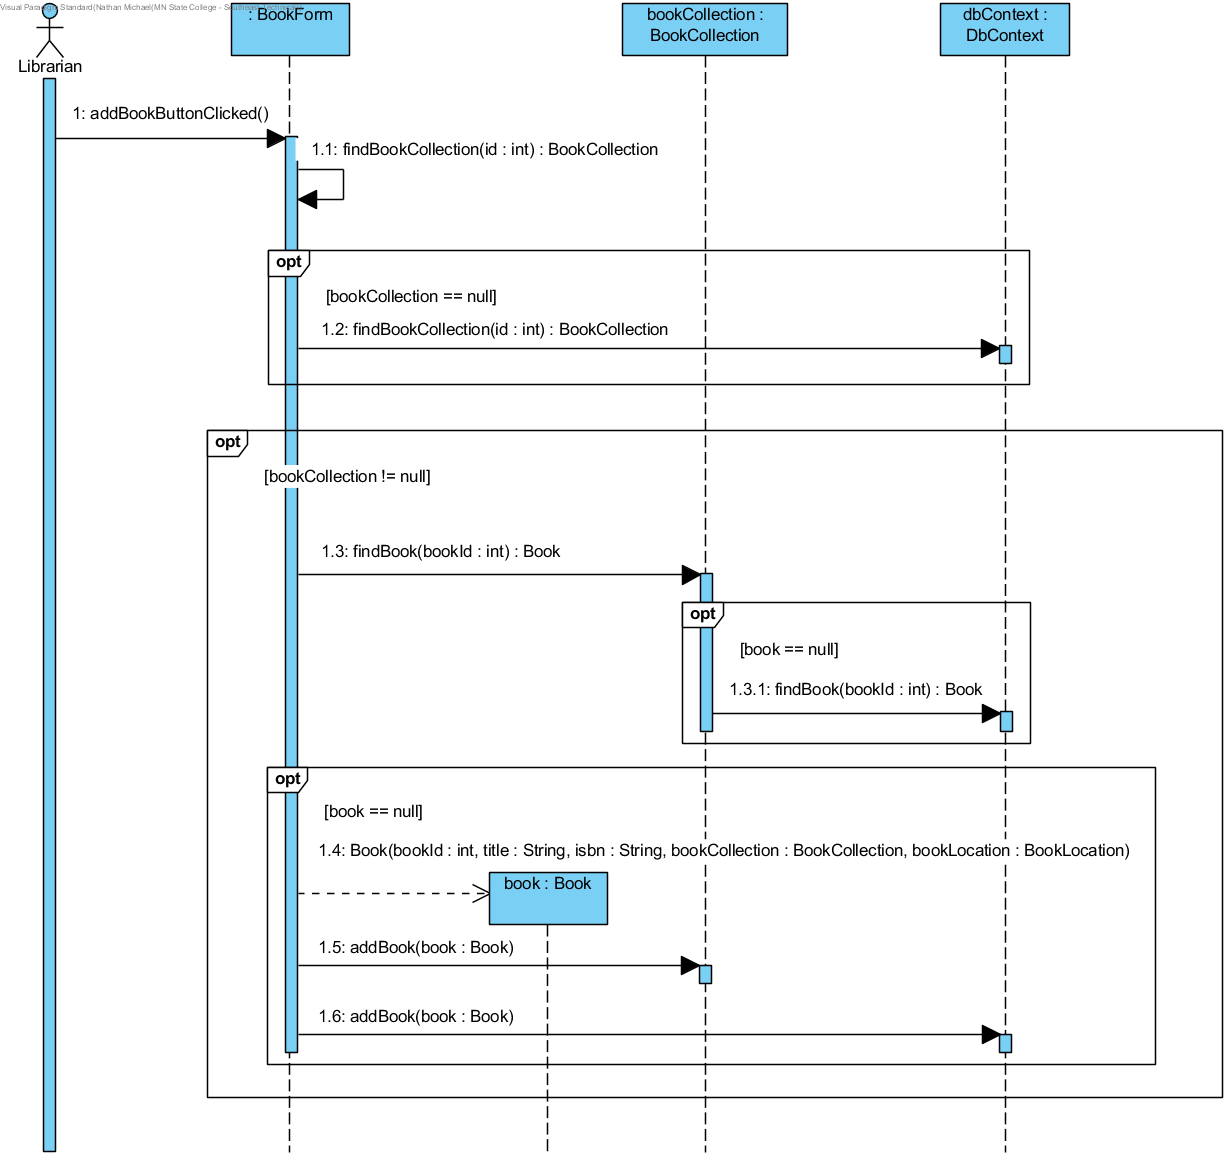 Visual Paradigm Standard(Nathan Michael(MN State College - Southeast Technical))
: BookForm
bookCollection :
BookCollection
dbContext :
DbContext
Librarian
1: addBookButtonClicked()
1.1: findBookCollection(id : int) : BookCollection
opt
[bookCollection == null]
1.2: findBookCollection(id : int) : BookCollection
opt
[bookCollection != null]
1.3: findBook(bookId : int) : Book
opt
[book == null]
1.3.1: findBook(bookId : int) : Book
opt
[book == null]
1.4: Book(bookId : int, title : String, isbn : String, bookCollection : BookCollection, bookLocation : BookLocation)
book : Book
1.5: addBook(book : Book)
1.6: addBook(book : Book)